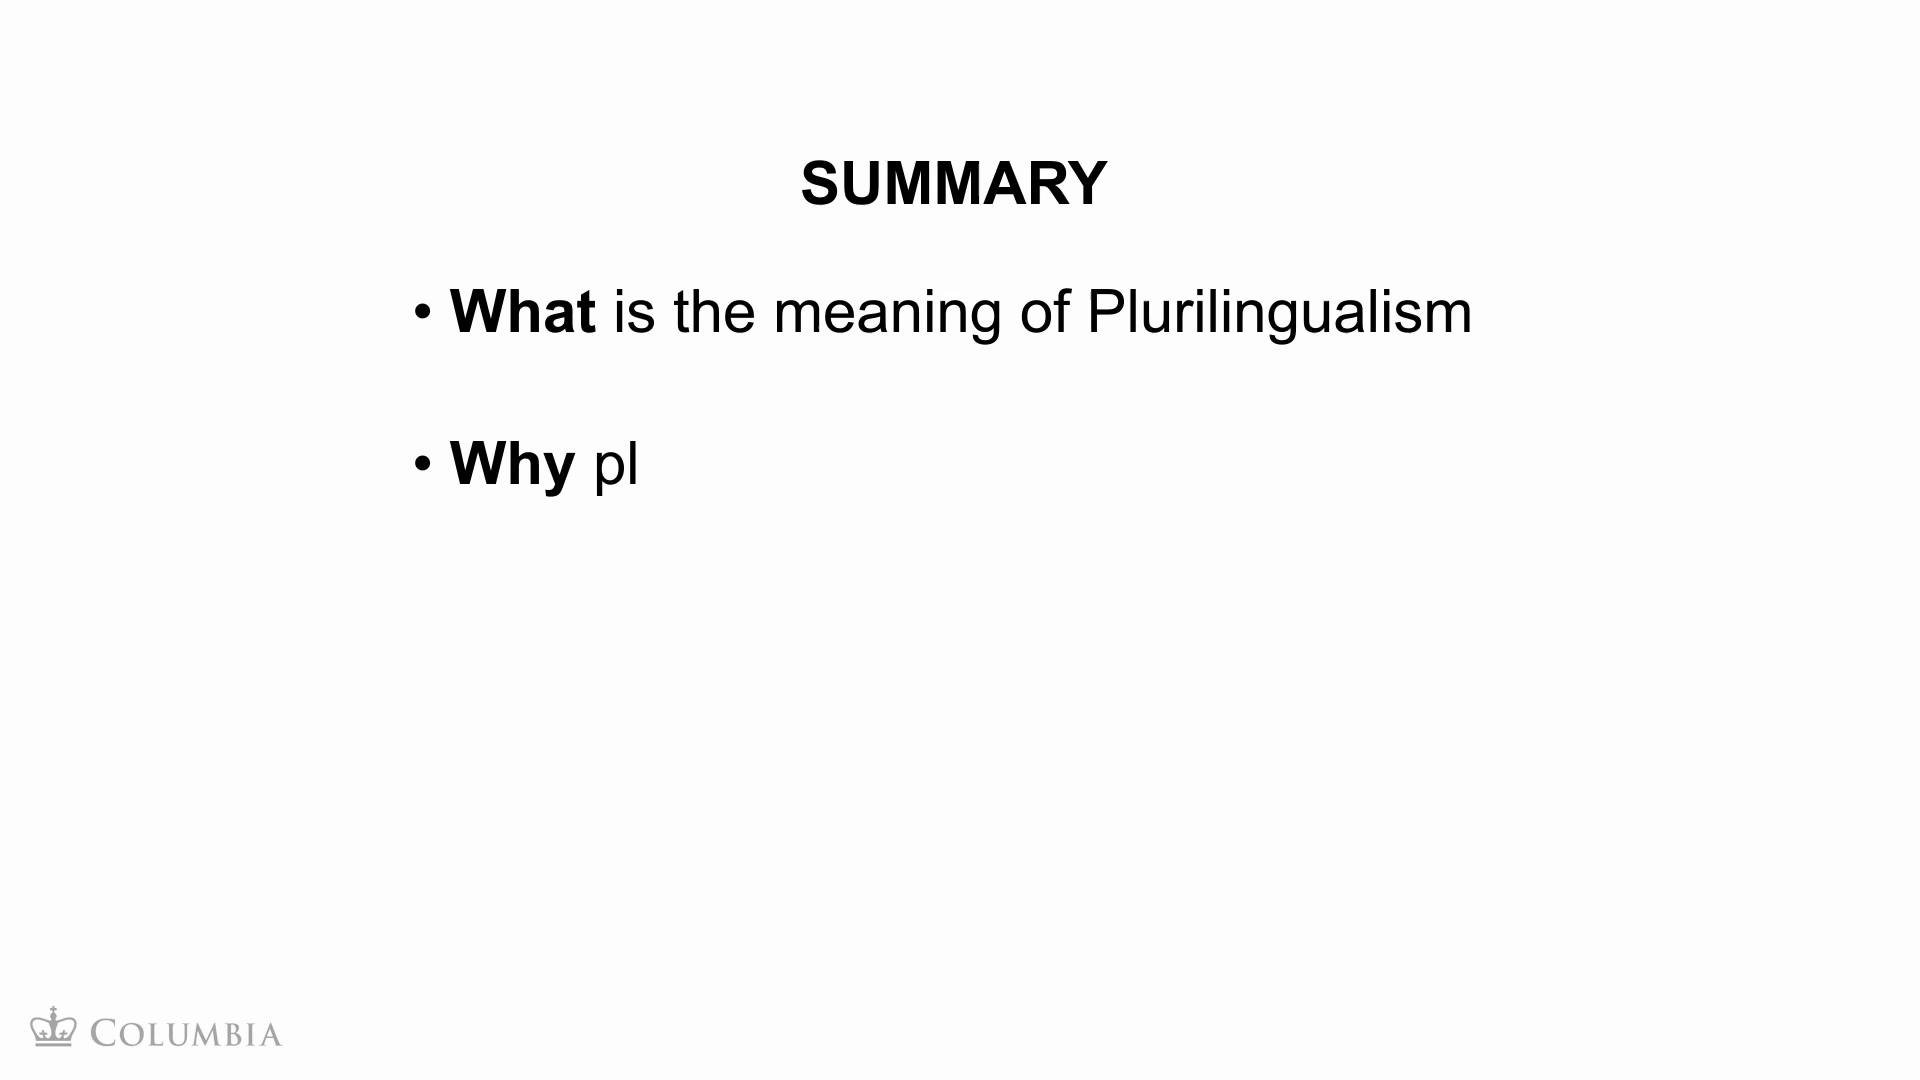 SUMMARY
• What is the meaning of Plurilingualism
• Why pl
COLUMBIA